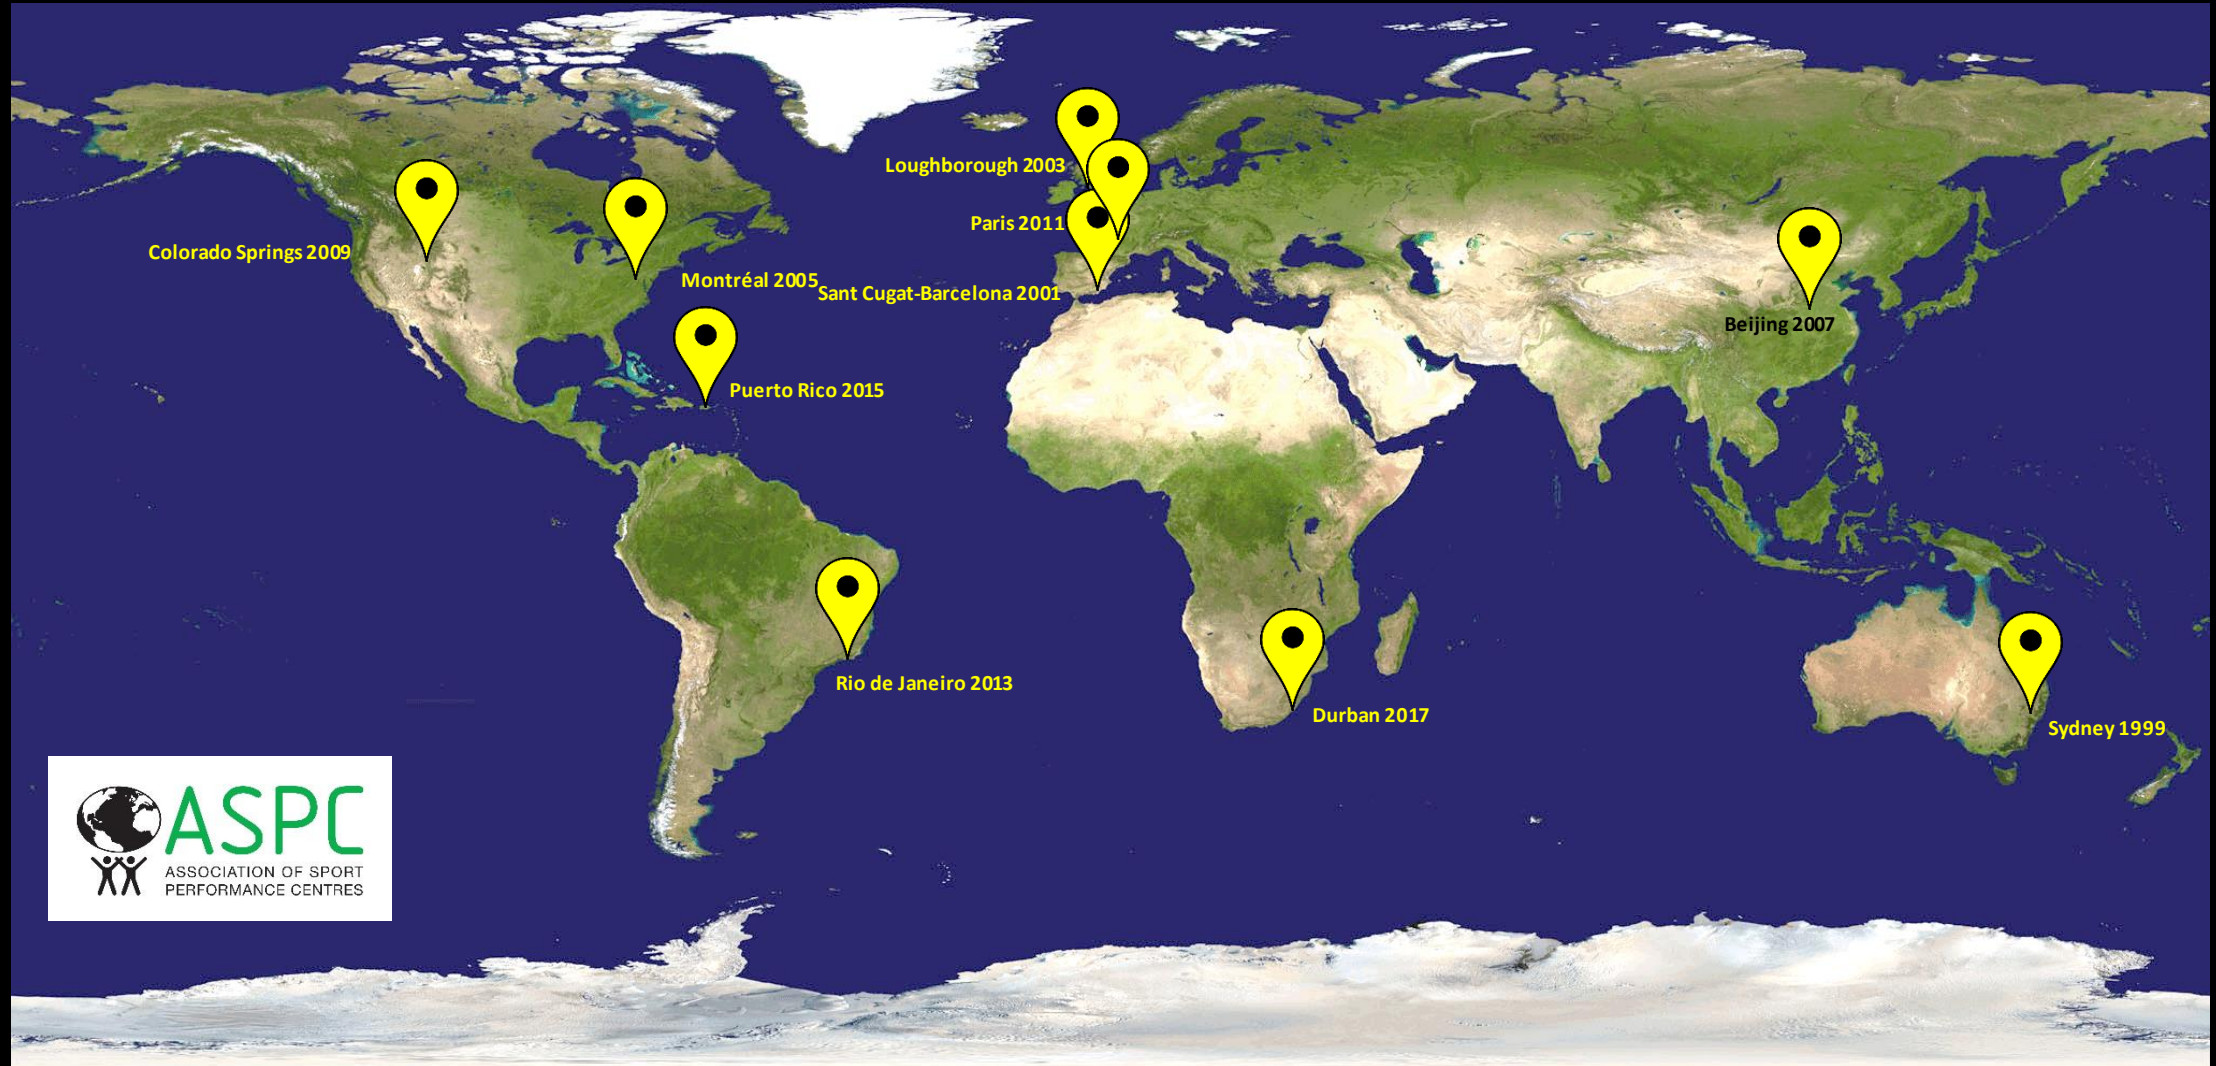 Loughborough 2003
Paris 2011
Colorado Springs 2009
Montréal 2005
Sant Cugat-Barcelona 2001
Beijing 2007
Puerto Rico 2015
Rio de Janeiro 2013
Durban 2017
Sydney 1999
ASPC
ASSOCIATION OF SPORT
PERFORMANCE CENTRES